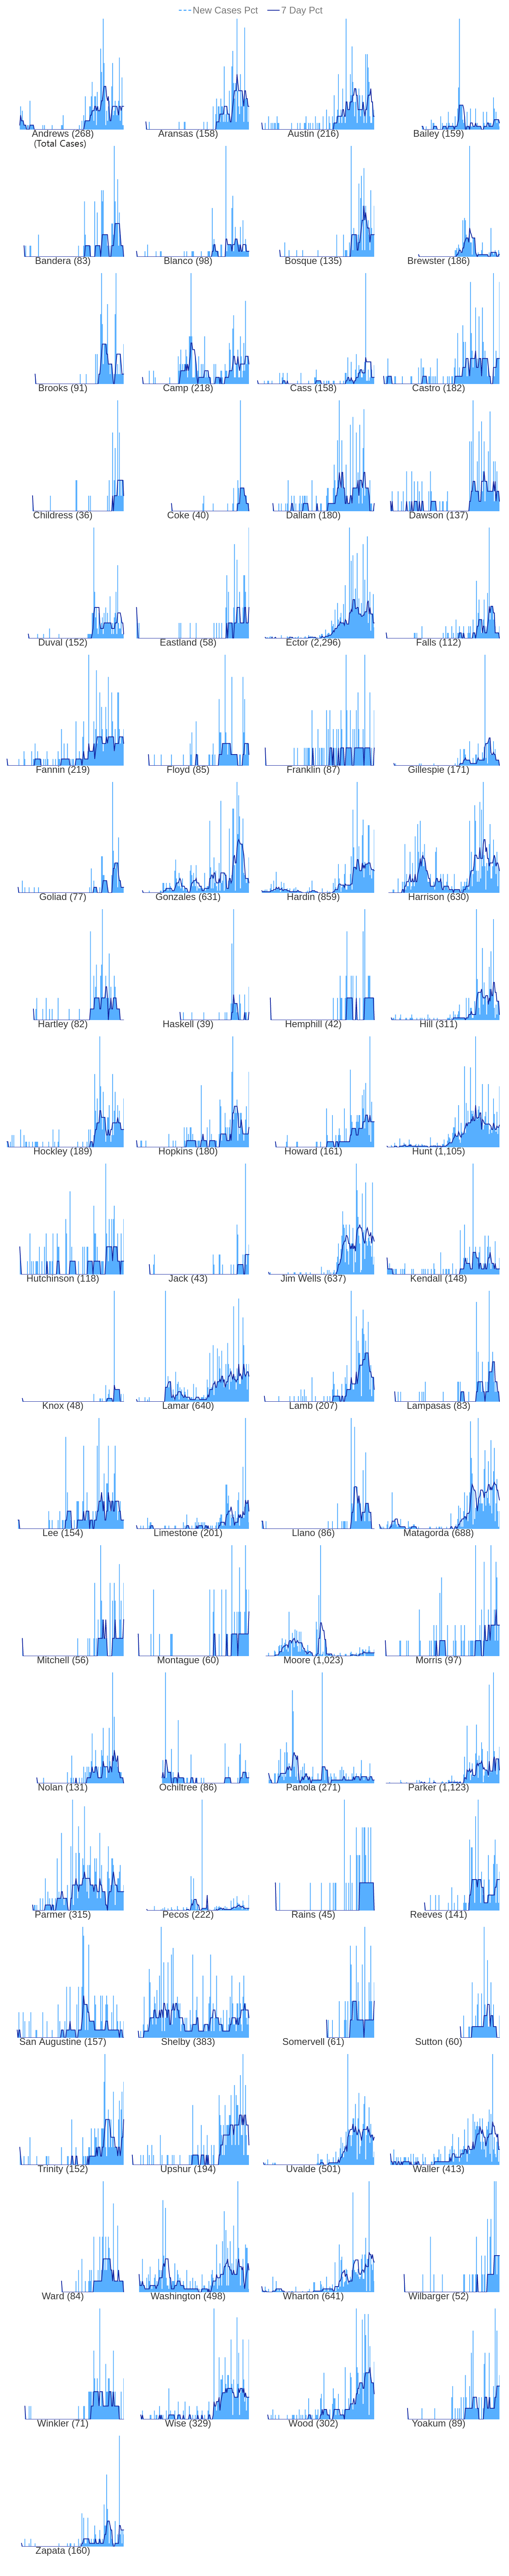 New Cases Pct 7 Day Pct
Andrews (268) Aransas (158) Austin (216) Bailey (159)
(Total Cases)
Bandera (83) Blanco (98) Bosque (135) Brewster (186)
Brooks (91) Camp (218) Cass (158) Castro (182)
Childress (36) Coke (40) Dallam (180) Dawson (137)
Duval (152) Eastland (58) Ector (2,296) Falls (112)
Fannin (219) Floyd (85) Franklin (87) Gillespie (171)
Goliad (77) Gonzales (631) Hardin (859) Harrison (630)
Hartley (82) Haskell (39) Hemphill (42) Hill (311)
Hockley (189) Hopkins (180) Howard (161) Hunt (1,105)
Hutchinson (118) Jack (43) Jim Wells (637) Kendall (148)
Knox (48) Lamar (640) Lamb (207) Lampasas (83)
Lee (154) Limestone (201) Llano (86) Matagorda (688)
Mitchell (56) Montague (60) Moore (1,023) Morris (97)
Nolan (131) Ochiltree (86) Panola (271) Parker (1,123)
Parmer (315) Pecos (222) Rains (45) Reeves (141)
San Augustine (157) Shelby (383) Somervell (61) Sutton (60)
Trinity (152) Upshur (194) Uvalde (501) Waller (413)
Ward (84) Washington (498) Wharton (641) Wilbarger (52)
Winkler (71) Wise (329) Wood (302) Yoakum (89)
Zapata (160)